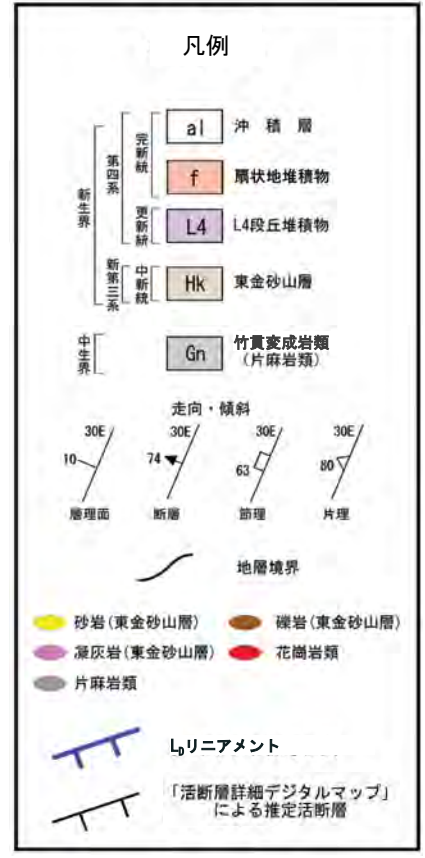 凡例
新生界
第四系
完新統
al 沖積層
f 扇状地堆積物
更新統
L4 L4段丘堆積物
新第三系
中新統
Hk 東金砂山層
中生界
Gn 竹貫変成岩類
(片麻岩類)
走向・傾斜
30E 30E 30E 30E
10 74 63 80
層理面 断層 節理 片理
地層境界
砂岩(東金砂山層) 礫岩(東金砂山層)
凝灰岩(東金砂山層) 花崗岩類
片麻岩類
LDリニアメント
「活断層詳細デジタルマップ」
による推定活断層